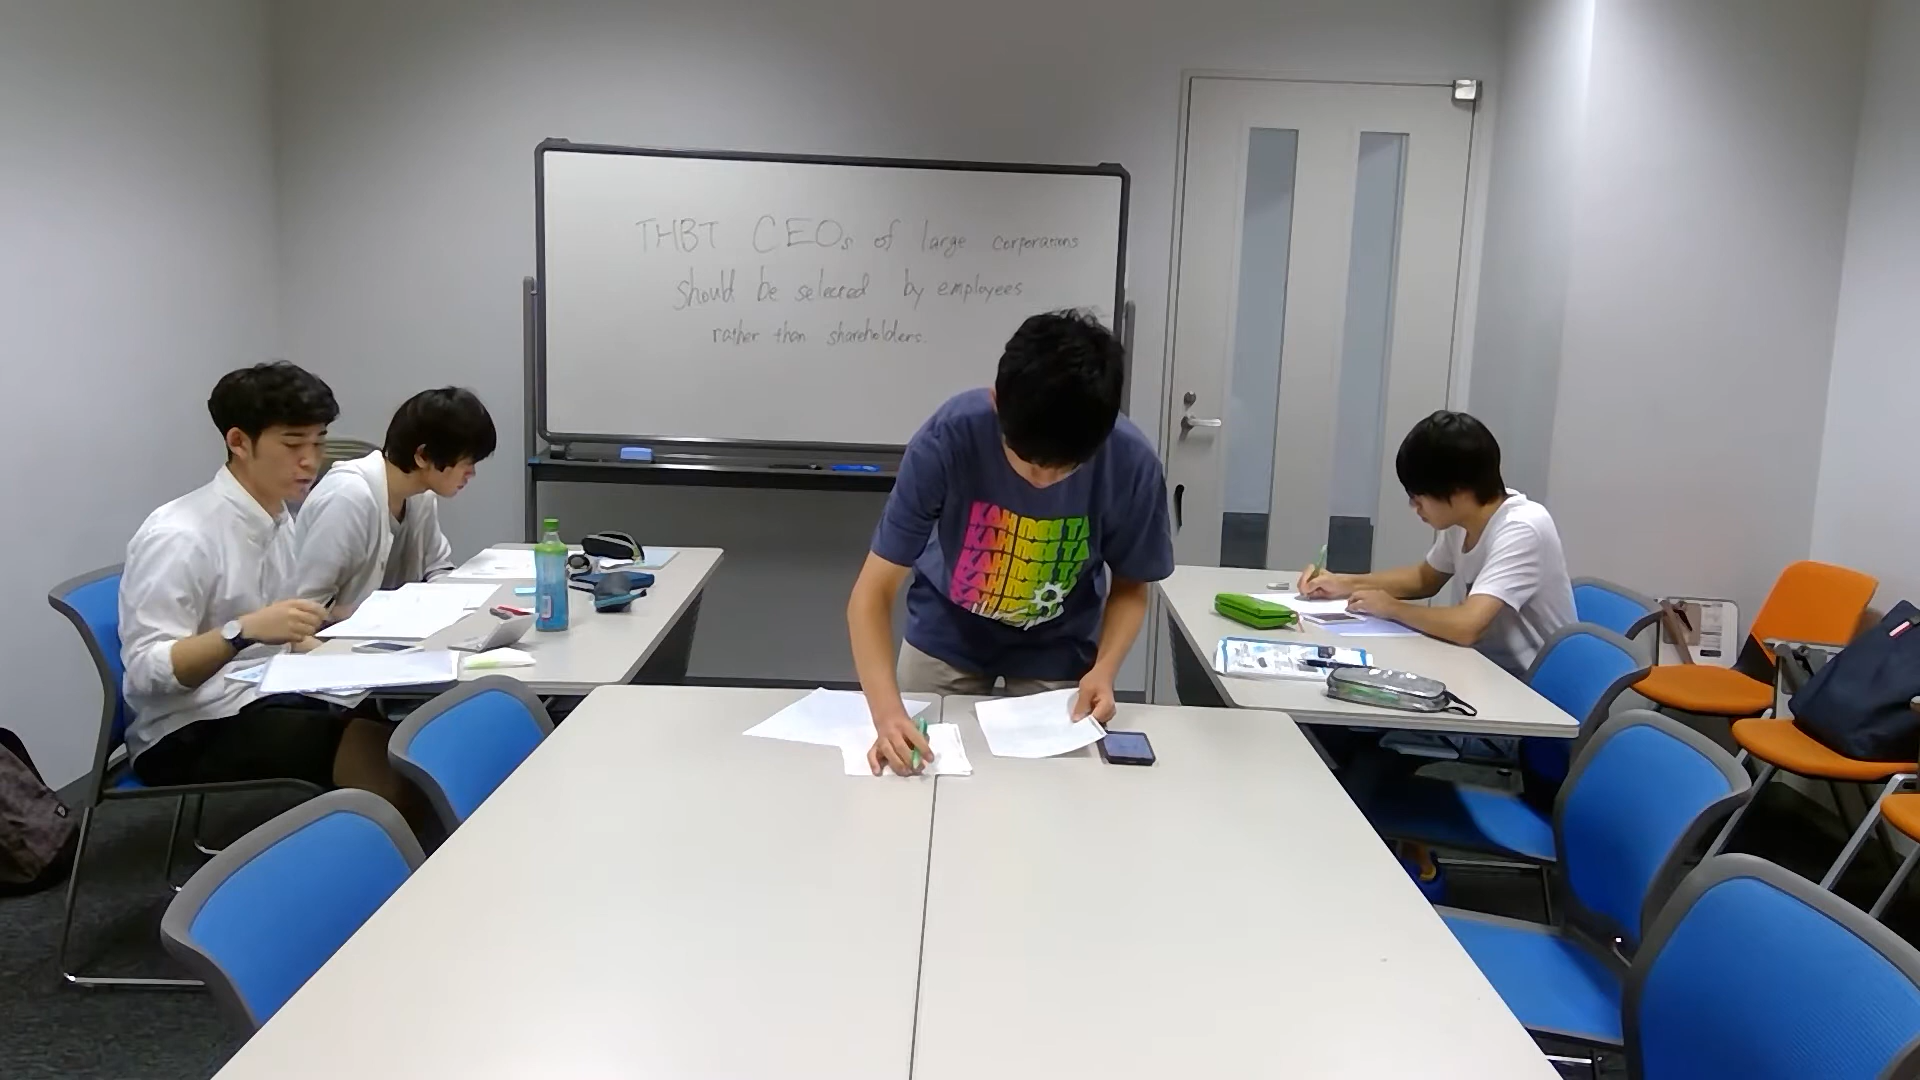 THBT CEOs of large corporations
should be selected by employees
rather than shareholders.